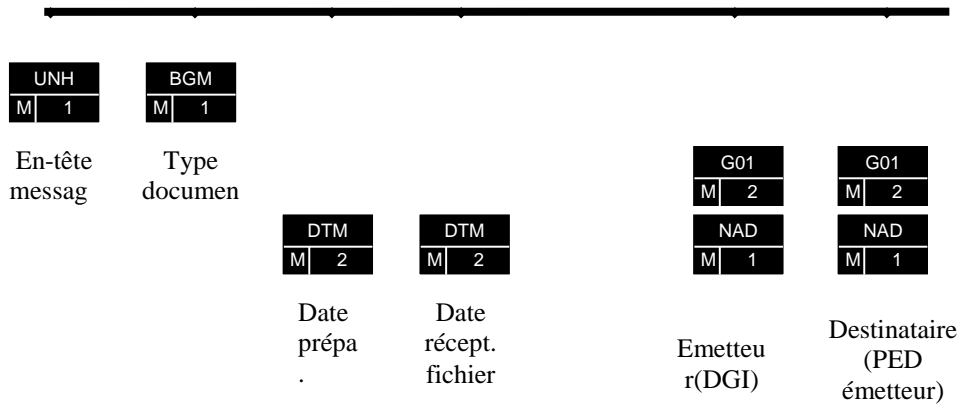 UNH
M 1
BGM
M 1
En-tête
messag
Type
documen
G01
M 2
G01
M 2
DTM
M 2
DTM
M 2
NAD
M 1
NAD
M 1
Date
prépa
.
Date
récept.
fichier
Emetteu
r(DGI)
Destinataire
(PED
émetteur)